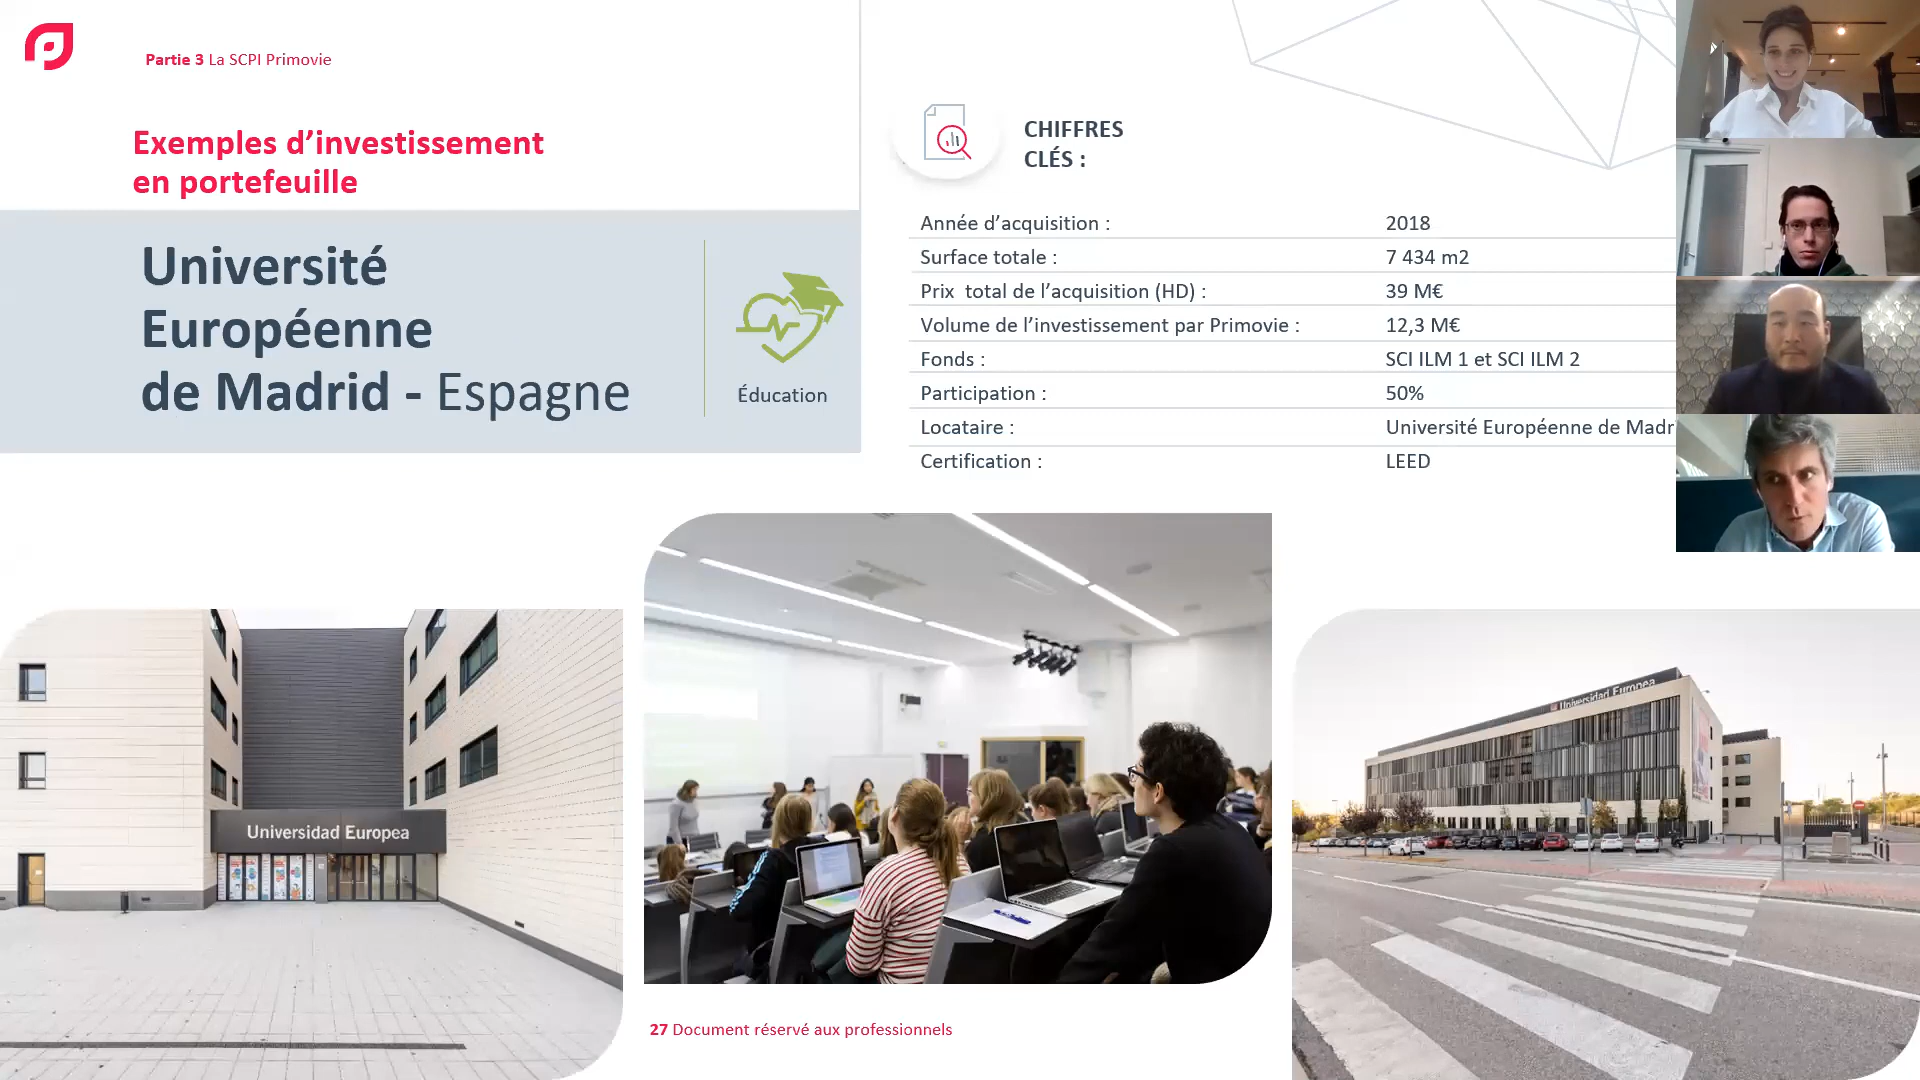 Partie 3 La SCPI Primovie
Exemples d’investissement
en portefeuille
Université
Européenne
de Madrid - Espagne
Éducation
CHIFFRES
CLÉS :
Année d’acquisition : 2018
Surface totale : 7 434 m2
Prix  total de l’acquisition (HD) : 39 M€
Volume de l’investissement par Primovie : 12,3 M€
Fonds : SCI ILM 1 et SCI ILM 2
Participation : 50%
Locataire : Université Européenne de Madr
Certification : LEED
Universidad Europea
Universidad Europea
27 Document réservé aux professionnels